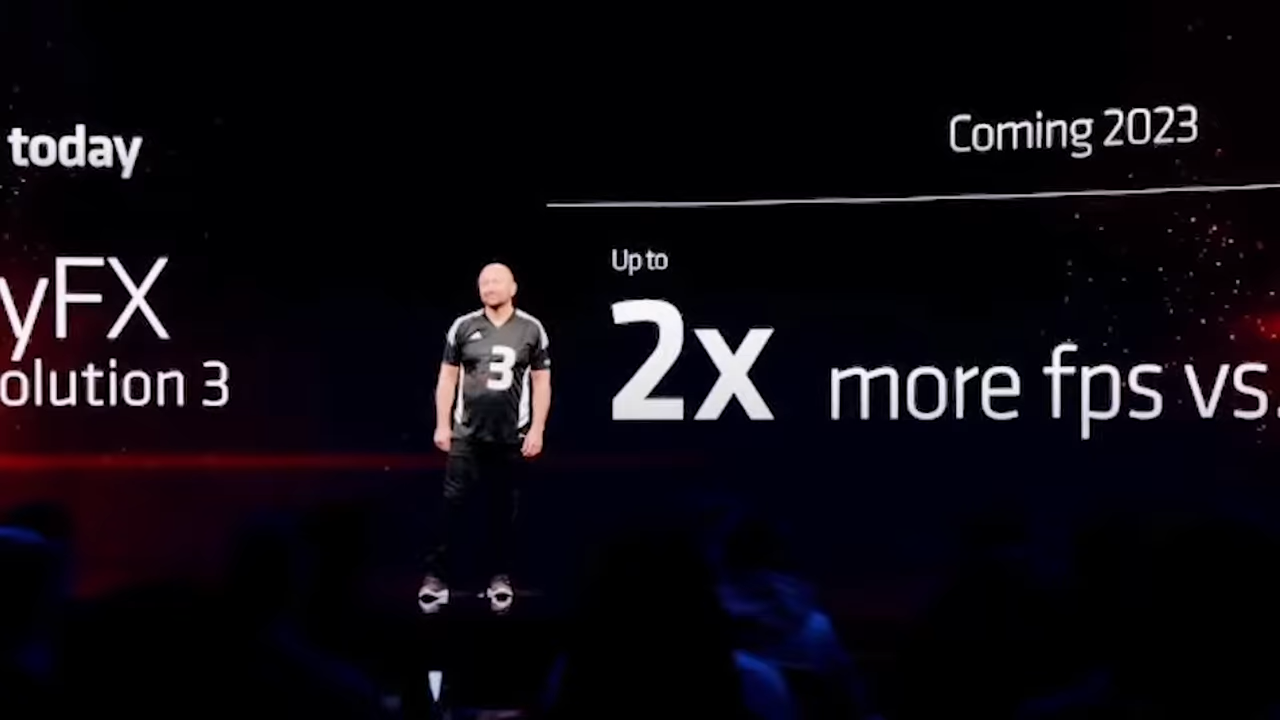 today
yFX
olution 3
3
Coming 2023
Up to
2x more fps vs.